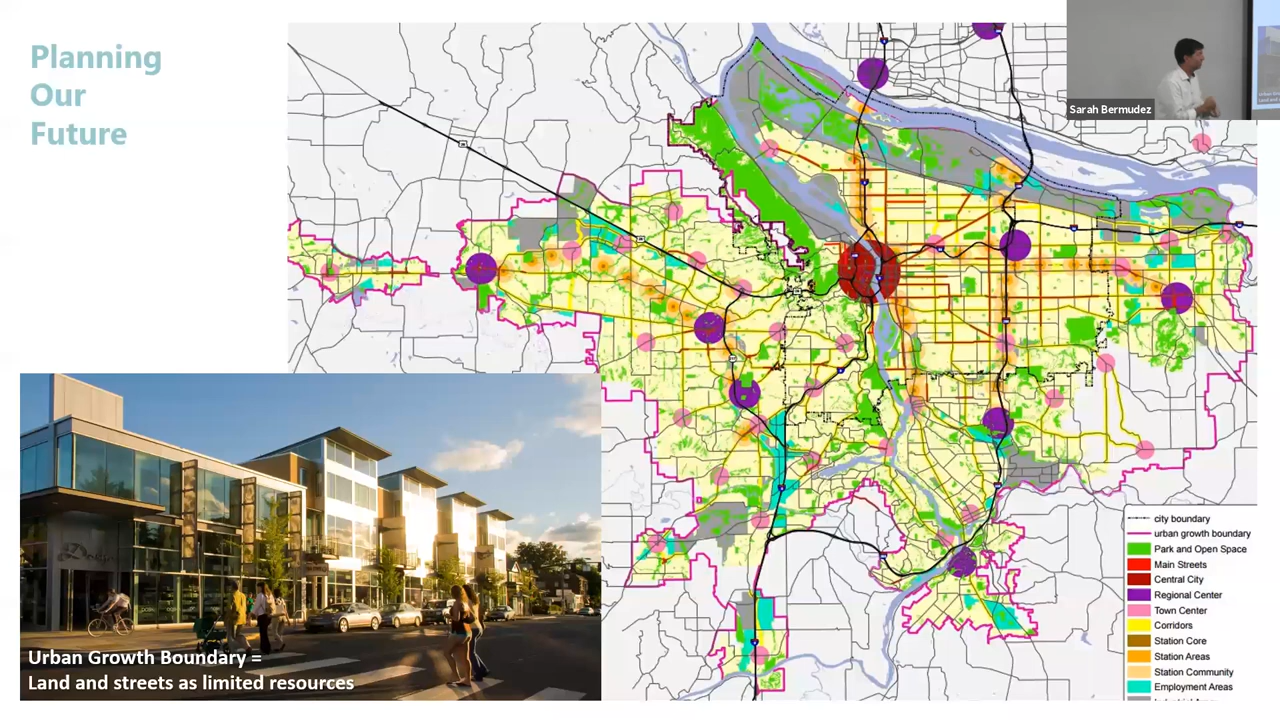 Planning
Our
Future
Sarah Bermudez
Urban Growth Boundary =
Land and streets as limited resources
city boundary
urban growth boundary
Park and Open Space
Main Streets
Central City
Regional Center
Town Center
Corridors
Station Core
Station Areas
Station Community
Employment Areas